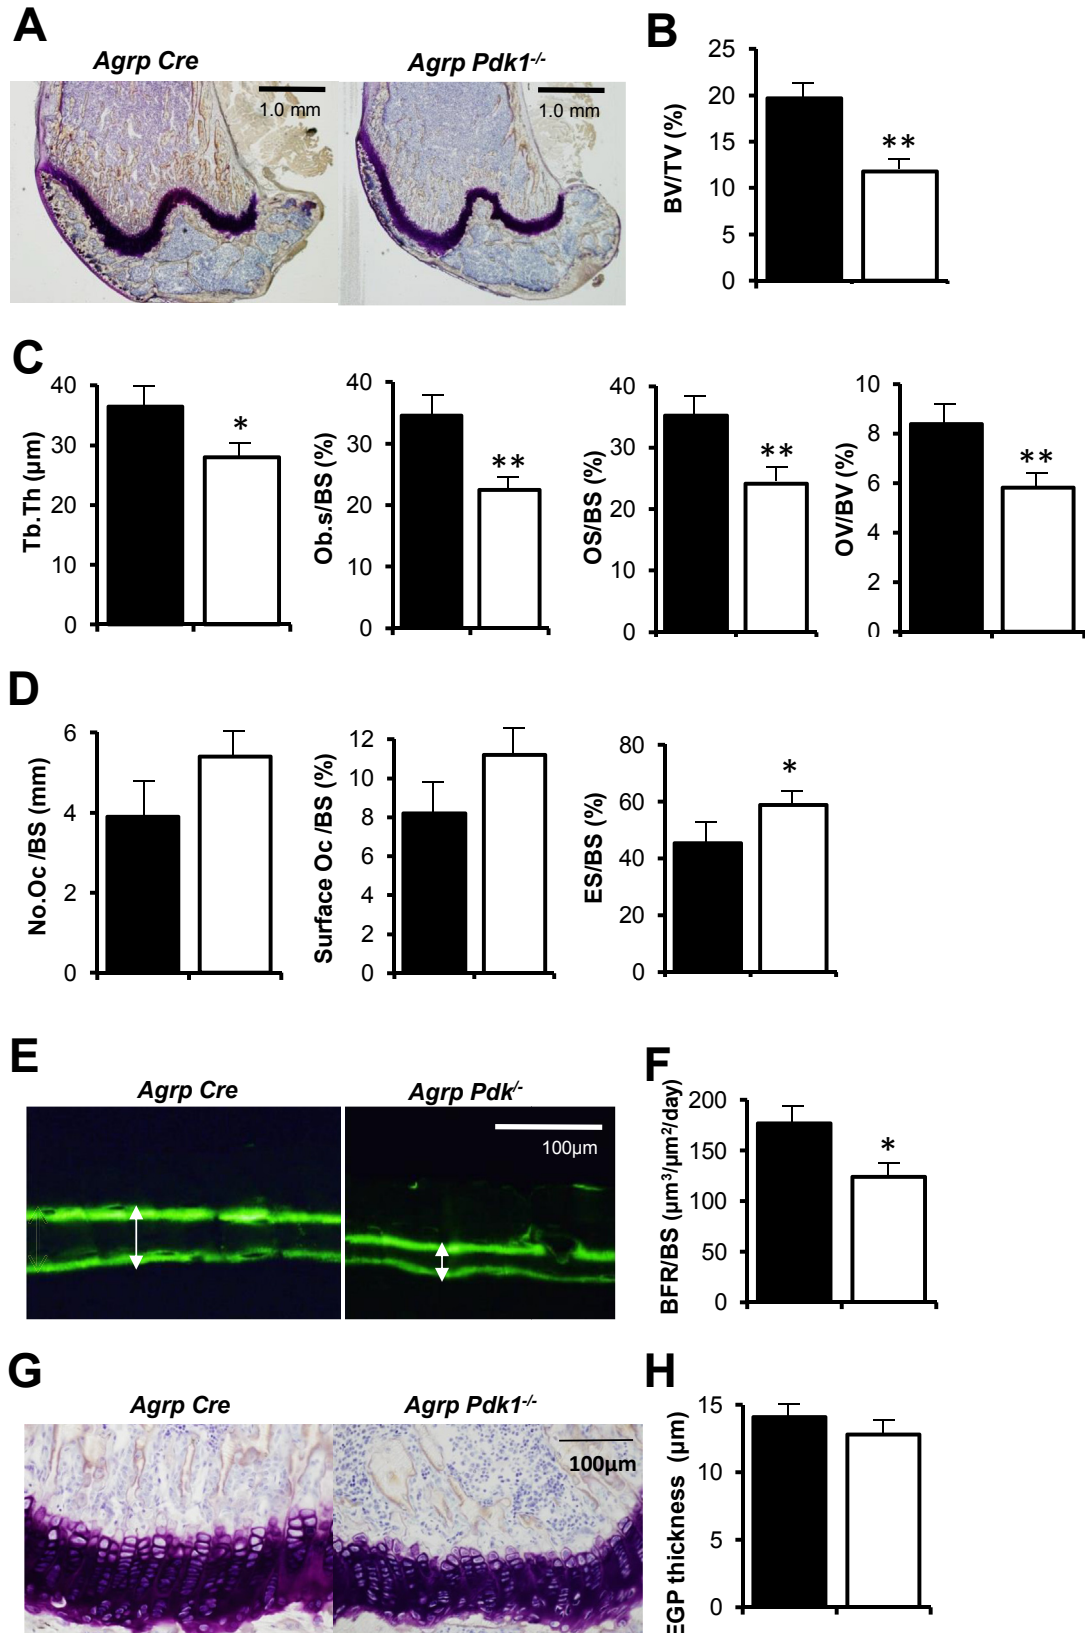 A
Agrp Cre
Agrp Pdk1-/-
1.0 mm
1.0 mm
B
BV/TV (%)
25
20
15
10
5
0
**
C
Tb.Th (µm)
40
30
20
10
0
*
Ob.s/BS (%)
40
30
20
10
0
**
OS/BS (%)
40
30
20
10
0
**
OV/BV (%)
10
8
6
4
2
0
**
D
No.Oc /BS (mm)
6
4
2
0
Surface Oc /BS (%)
12
10
8
6
4
2
0
ES/BS (%)
80
60
40
20
0
*
E
Agrp Cre
Agrp Pdk/-
100µm
F
BFR/BS (µm³/µm²/day)
200
150
100
50
0
*
G
Agrp Cre
Agrp Pdk1-/-
100µm
H
EGP thickness (µm)
15
10
5
0